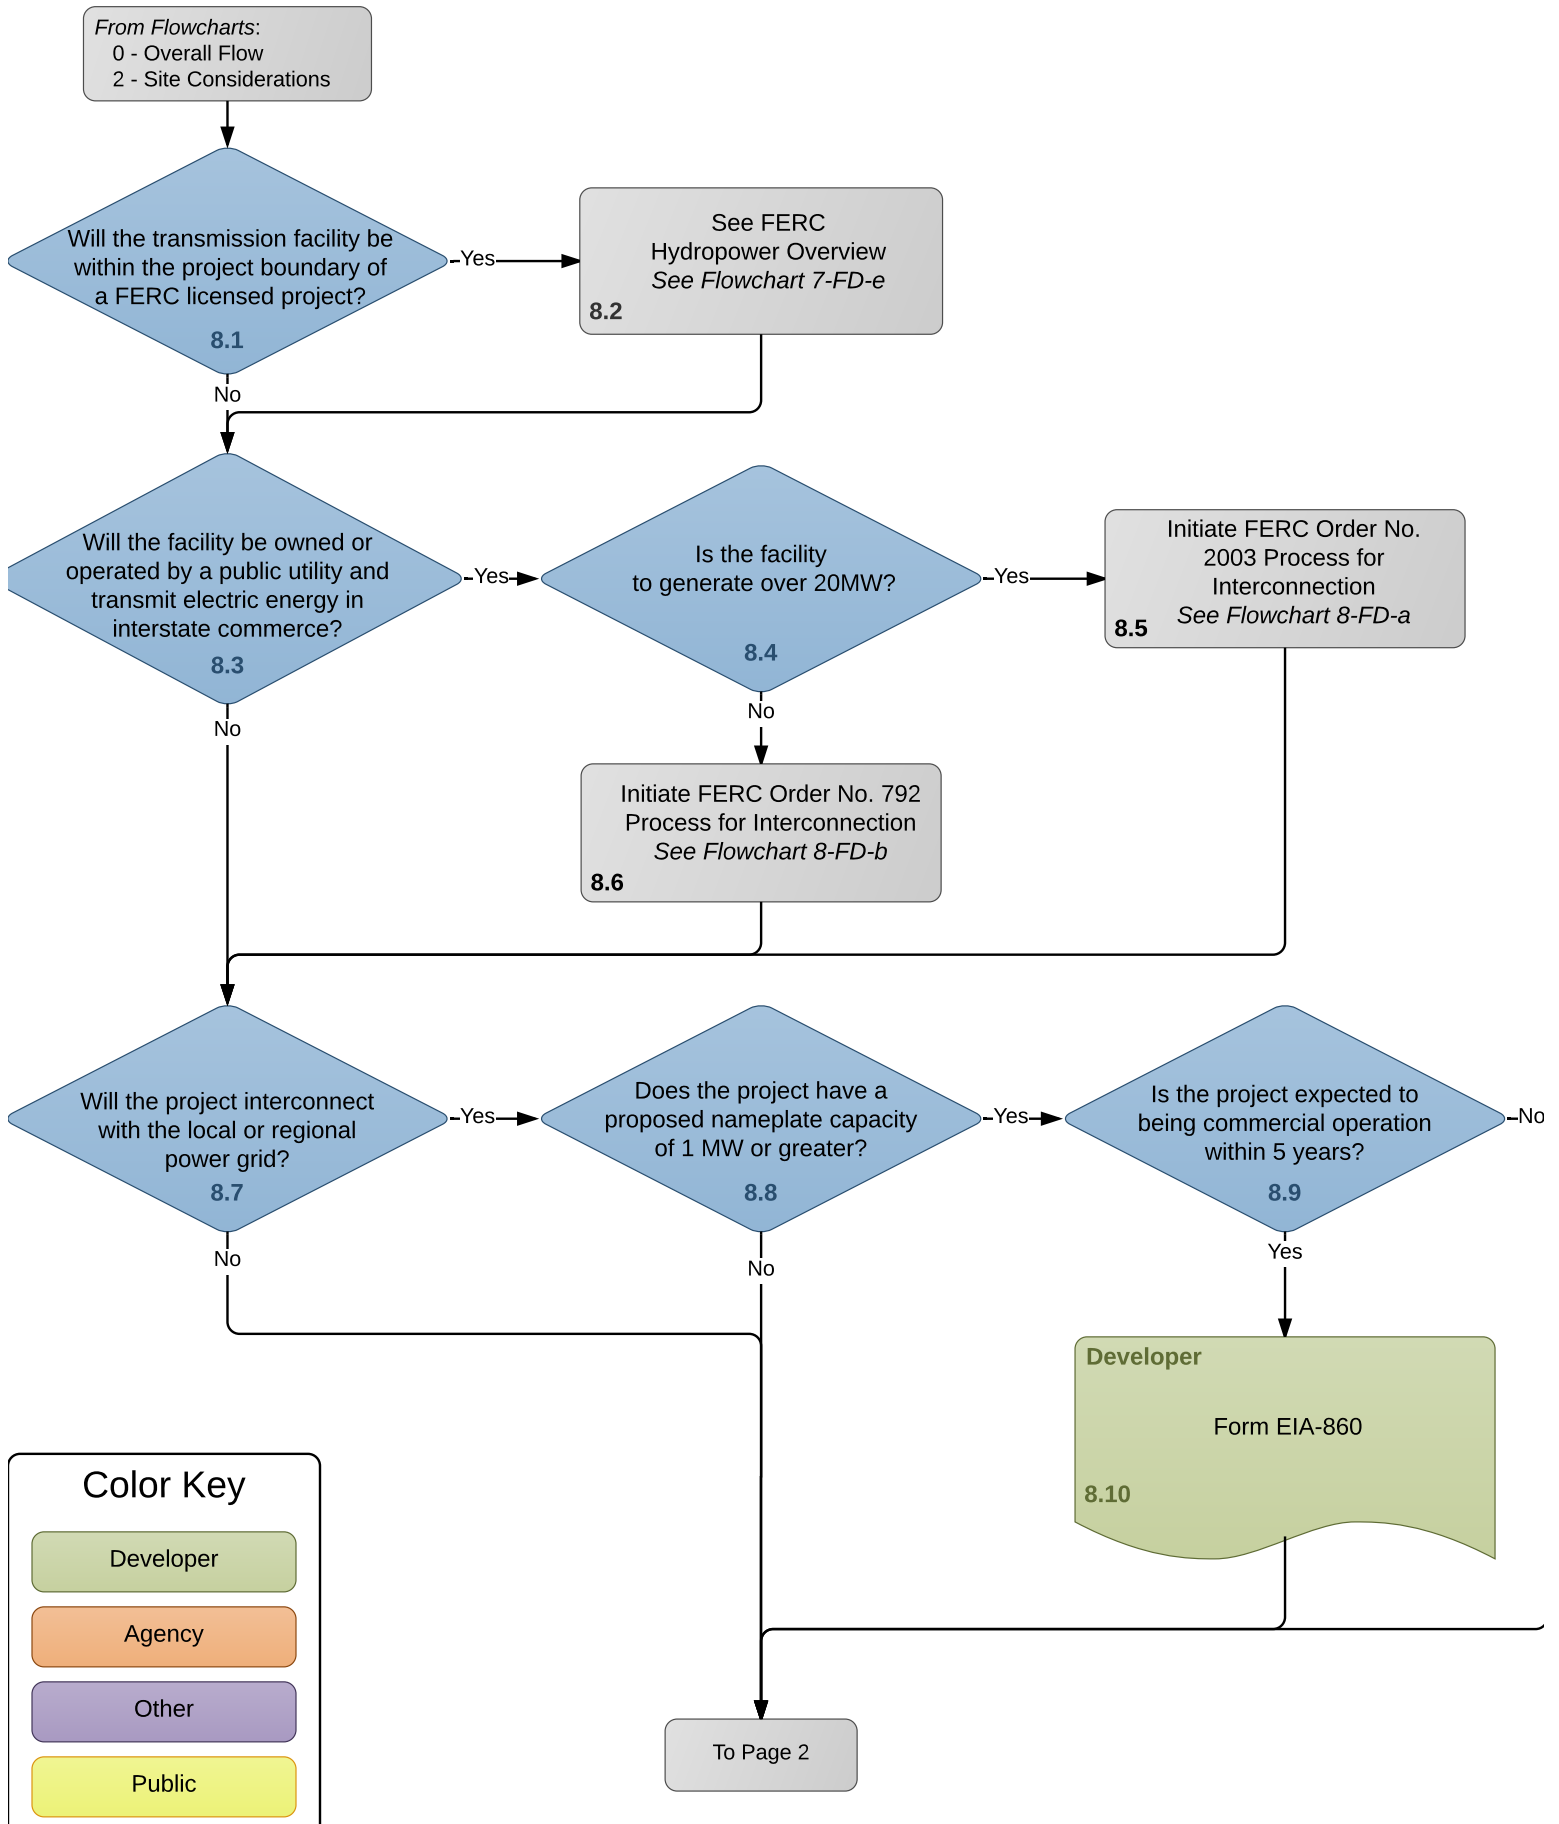 From Flowcharts:
0 - Overall Flow
2 - Site Considerations
Will the transmission facility be
within the project boundary of
a FERC licensed project?
8.1
Yes
See FERC
Hydropower Overview
See Flowchart 7-FD-e
8.2
No
Will the facility be owned or
operated by a public utility and
transmit electric energy in
interstate commerce?
8.3
Yes
Is the facility
to generate over 20MW?
8.4
Yes
Initiate FERC Order No.
2003 Process for
Interconnection
See Flowchart 8-FD-a
8.5
No
No
Initiate FERC Order No. 792
Process for Interconnection
See Flowchart 8-FD-b
8.6
Will the project interconnect
with the local or regional
power grid?
8.7
Yes
Does the project have a
proposed nameplate capacity
of 1 MW or greater?
8.8
Yes
Is the project expected to
being commercial operation
within 5 years?
8.9
No
No
No
Yes
Developer
Form EIA-860
8.10
Color Key
Developer
Agency
Other
Public
To Page 2